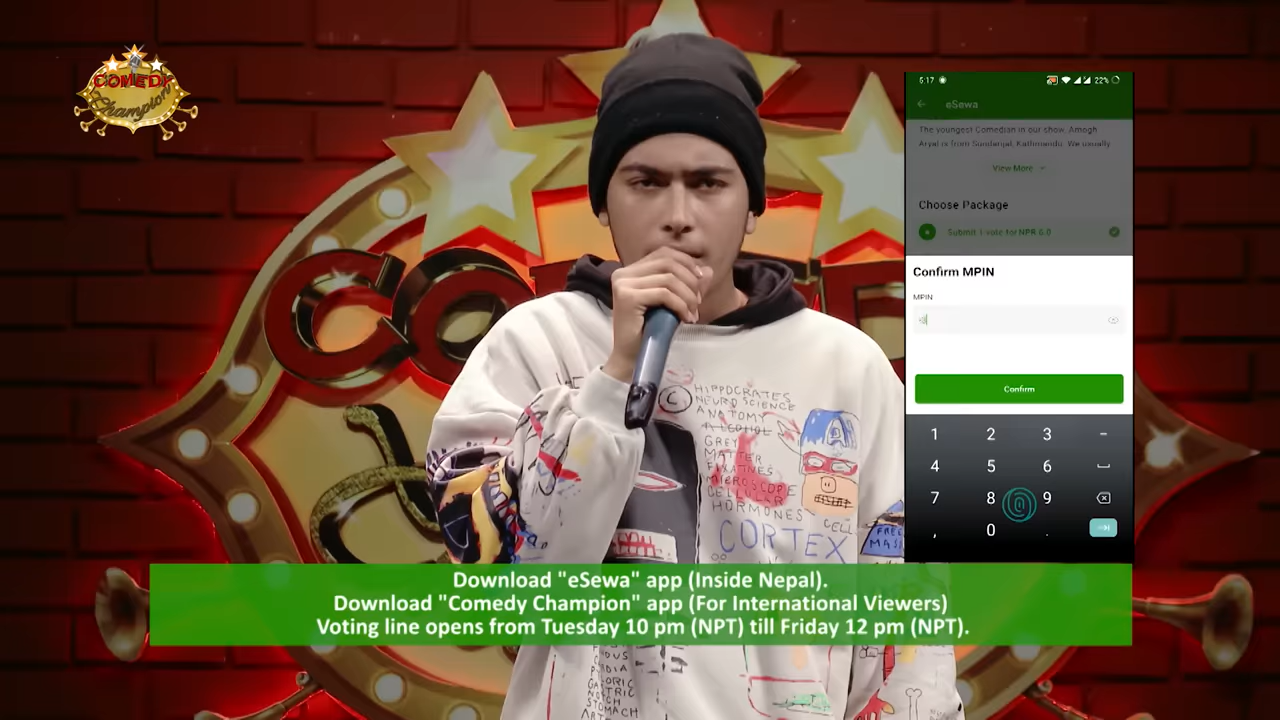 COMEDY
Champion
5:17
22%
eSewa
The youngest Comedian in our show, Amogh
Aryal is from Sundarijal, Kathmandu. We usually
View More
Choose Package
Submit 1 vote for NPR 6.0
Confirm MPIN
MPIN
Confirm
1 2 3 -
4 5 6
7 8 9
, 0 .
HIPPOCRATES
NEURO SCIENCE
ANATOMY
ALCOHOL
GREY
MATTER
FIXATIVES
MICROSCOPE
CELLULAR
HORMONES
CELL
CORTEX
Download "eSewa" app (Inside Nepal).
Download "Comedy Champion" app (For International Viewers)
Voting line opens from Tuesday 10 pm (NPT) till Friday 12 pm (NPT).
STOMACH